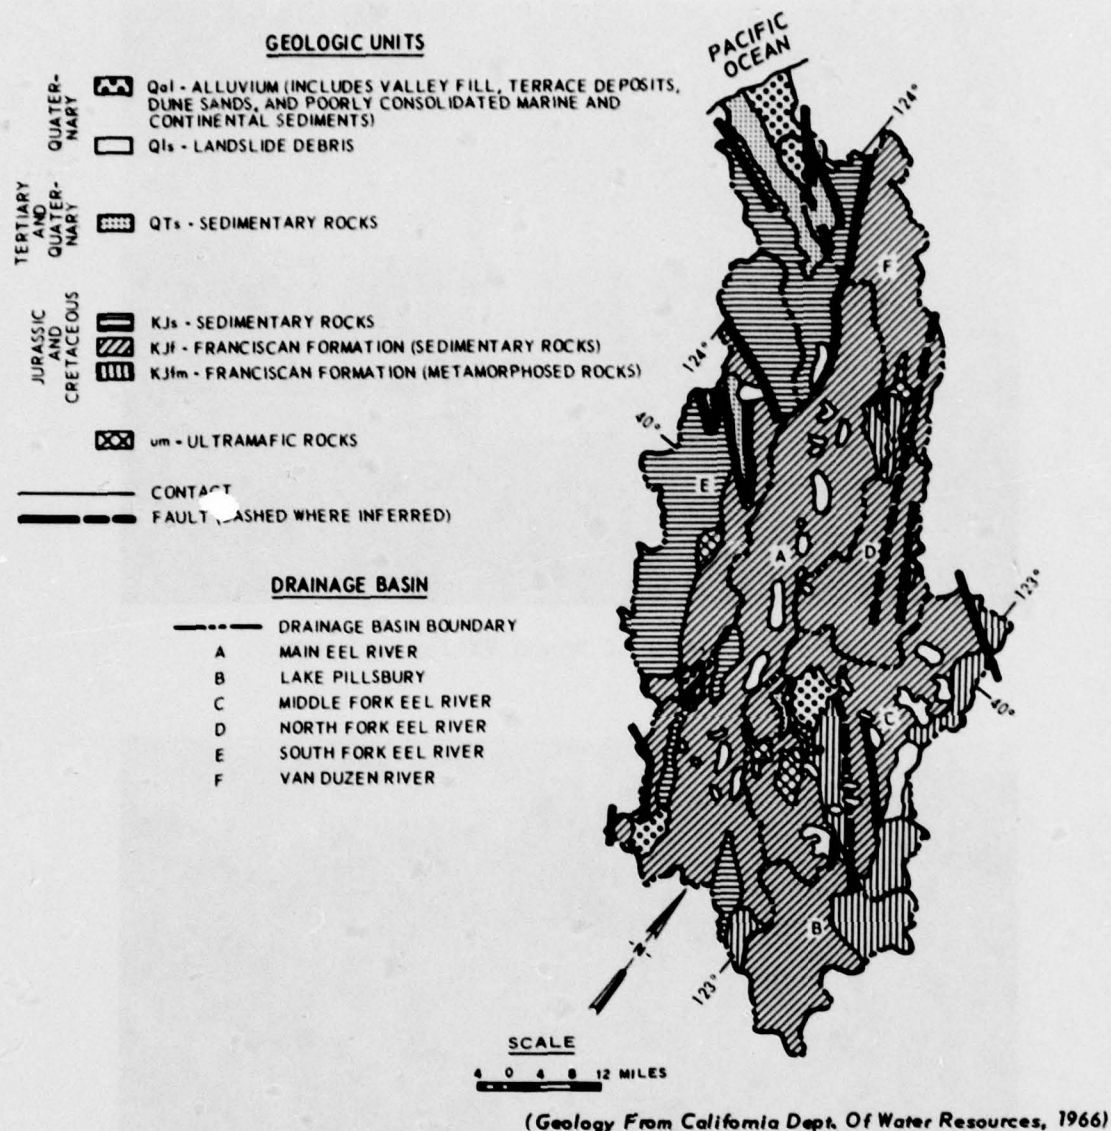 GEOLOGIC UNITS
QUATER-
NARY
Qal - ALLUVIUM (INCLUDES VALLEY FILL, TERRACE DEPOSITS,
DUNE SANDS, AND POORLY CONSOLIDATED MARINE AND
CONTINENTAL SEDIMENTS)
Qls - LANDSLIDE DEBRIS
TERTIARY
AND
QUATER-
NARY
QTs - SEDIMENTARY ROCKS
JURASSIC
AND
CRETACEOUS
KJs - SEDIMENTARY ROCKS
KJf - FRANCISCAN FORMATION (SEDIMENTARY ROCKS)
KJfm - FRANCISCAN FORMATION (METAMORPHOSED ROCKS)
um - ULTRAMAFIC ROCKS
CONTACT
FAULT (DASHED WHERE INFERRED)
DRAINAGE BASIN
DRAINAGE BASIN BOUNDARY
A MAIN EEL RIVER
B LAKE PILLSBURY
C MIDDLE FORK EEL RIVER
D NORTH FORK EEL RIVER
E SOUTH FORK EEL RIVER
F VAN DUZEN RIVER
PACIFIC
OCEAN
124°
F
124°
40°
E
A
D
123°
C
40°
B
123°
N
SCALE
4 0 4 8 12 MILES
(Geology From California Dept. Of Water Resources, 1966)